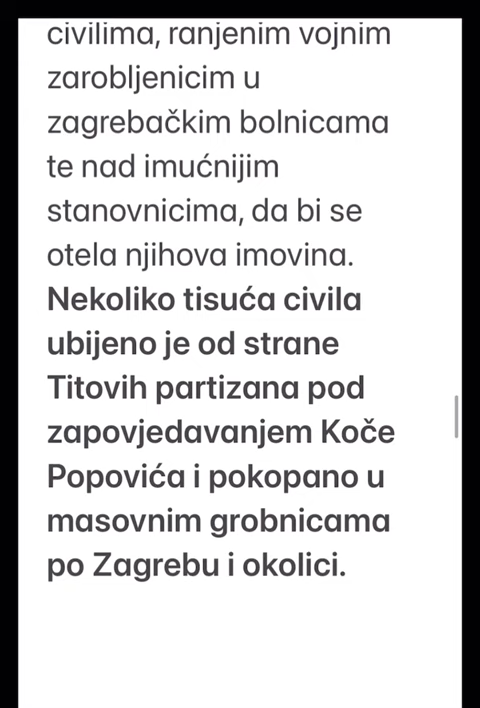 civilima, ranjenim vojnim
zarobljenicim u
zagrebačkim bolnicama
te nad imućnijim
stanovnicima, da bi se
otela njihova imovina.
Nekoliko tisuća civila
ubijeno je od strane
Titovih partizana pod
zapovjedavanjem Koče
Popovića i pokopano u
masovnim grobnicama
po Zagrebu i okolici.